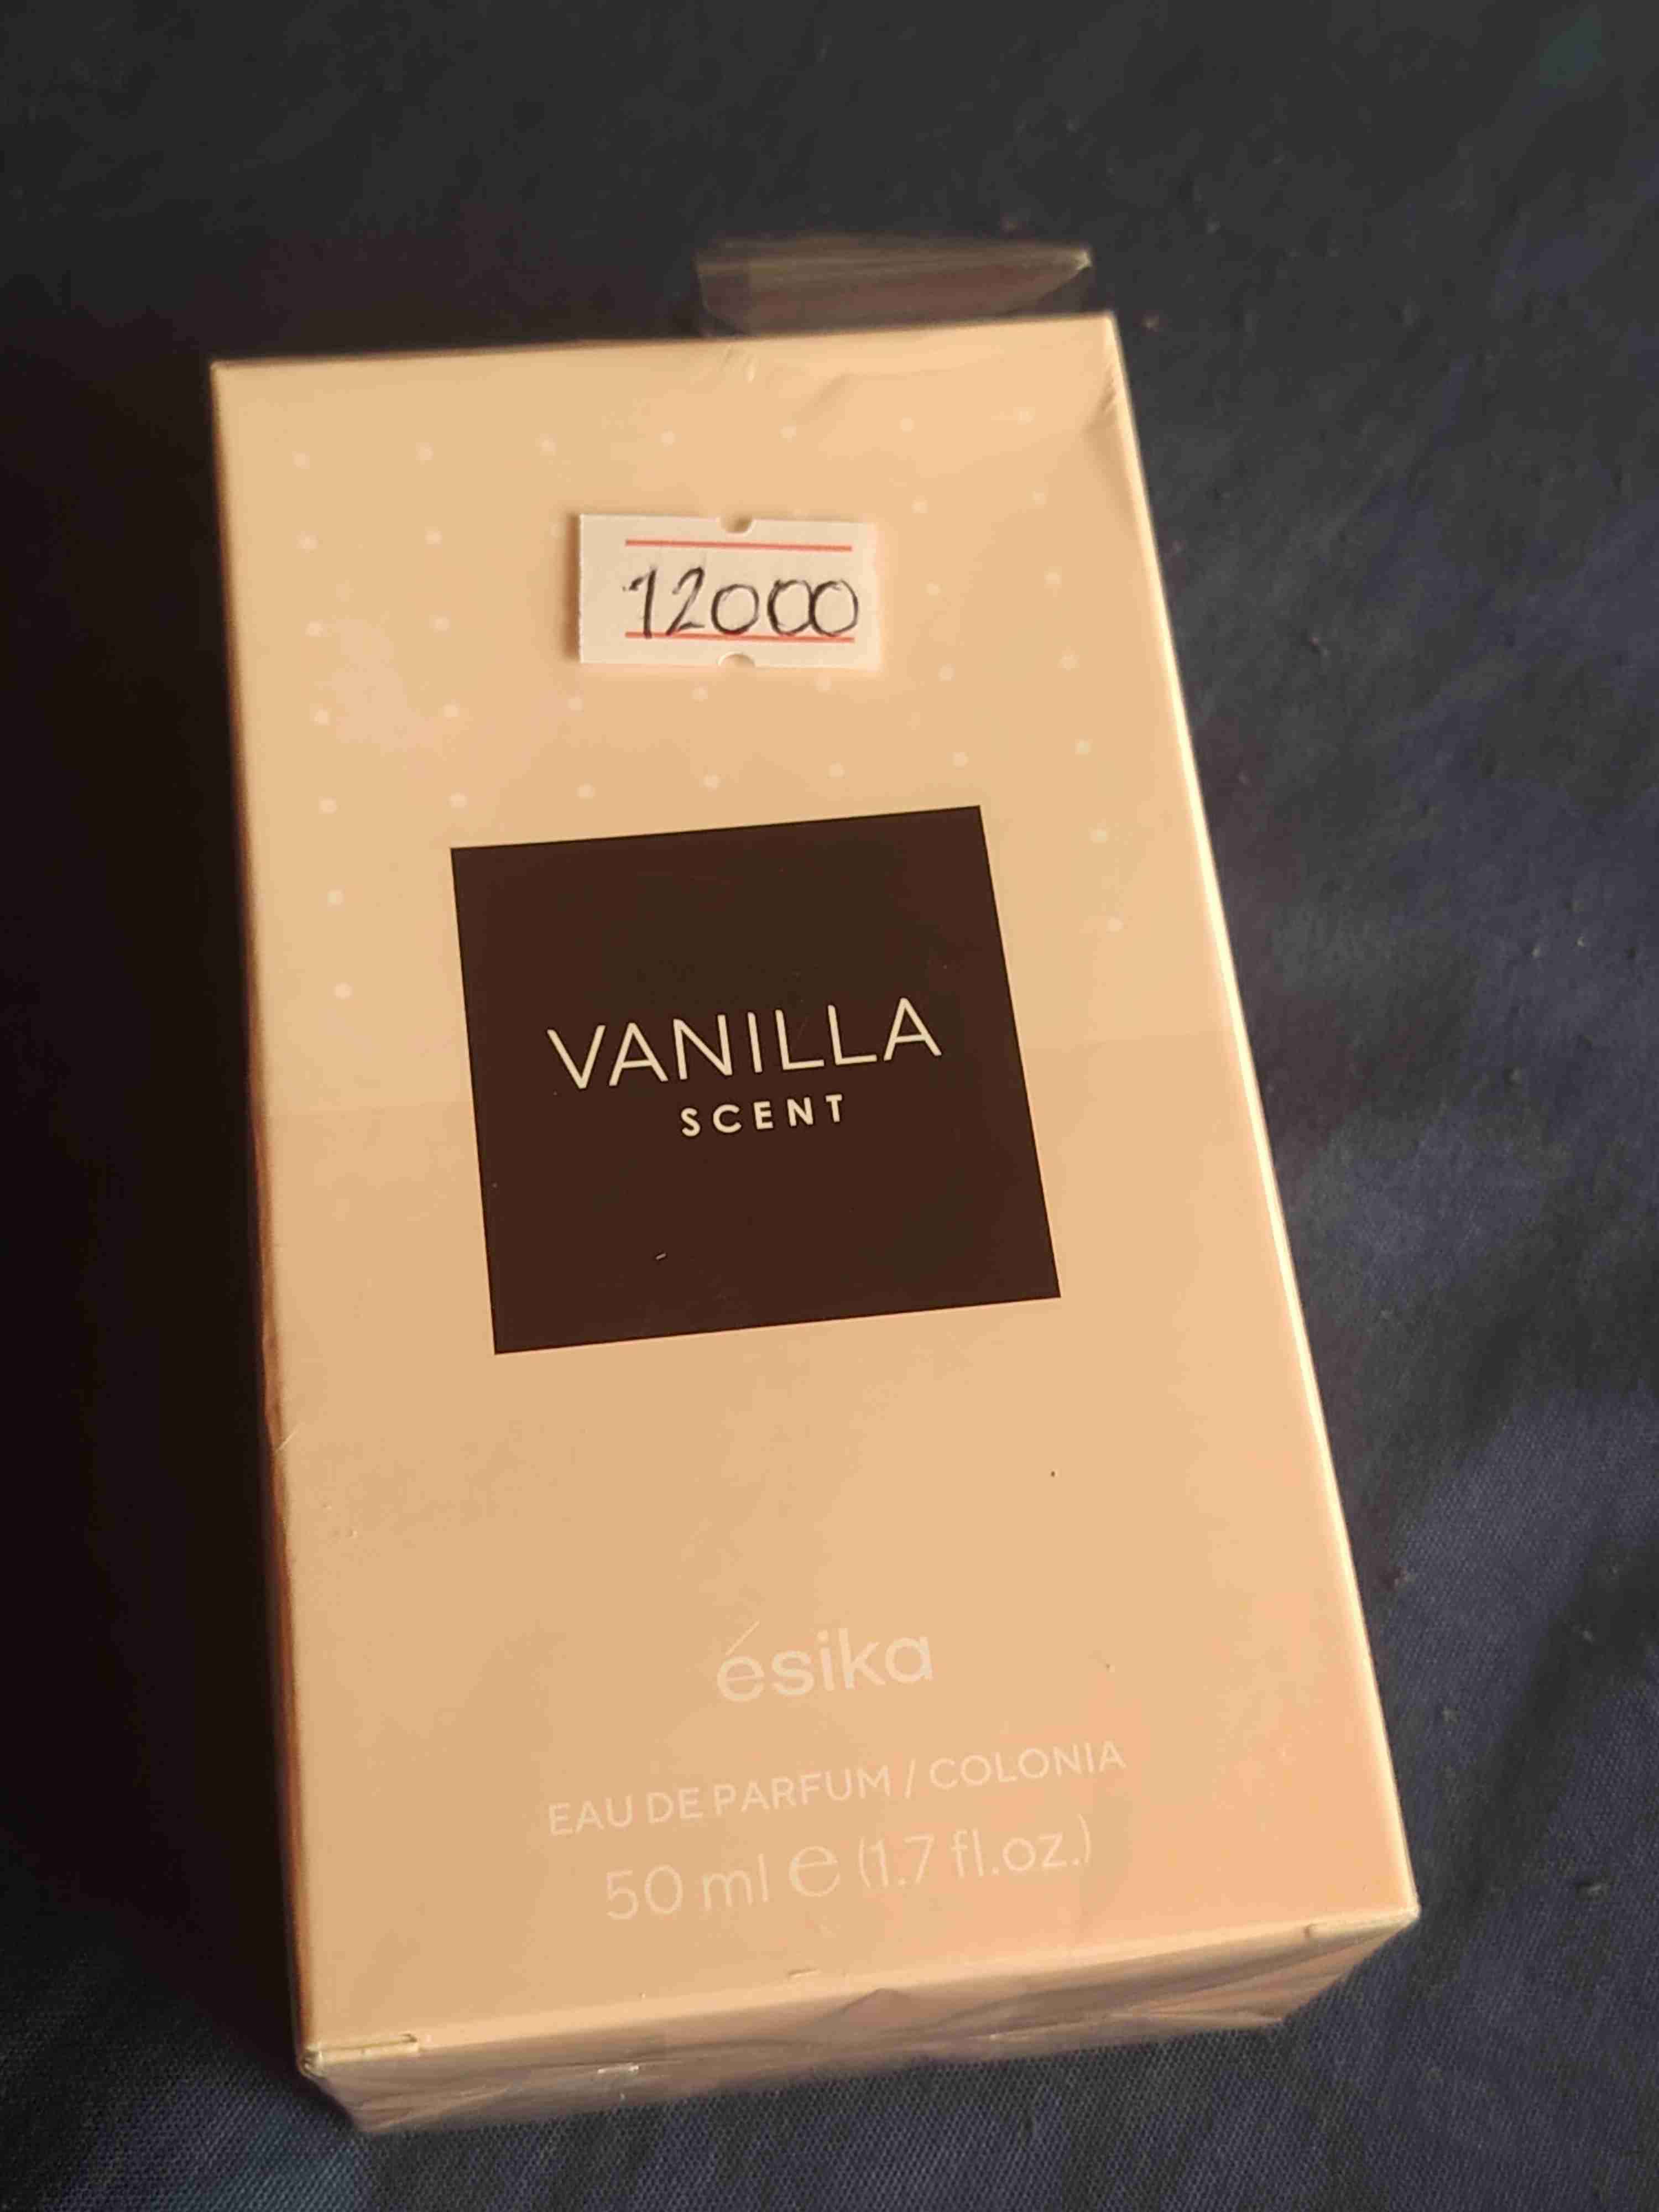 12000
VANILLA
SCENT
ésika
EAU DE PARFUM / COLONIA
50 ml ℮ (1.7 fl.oz.)